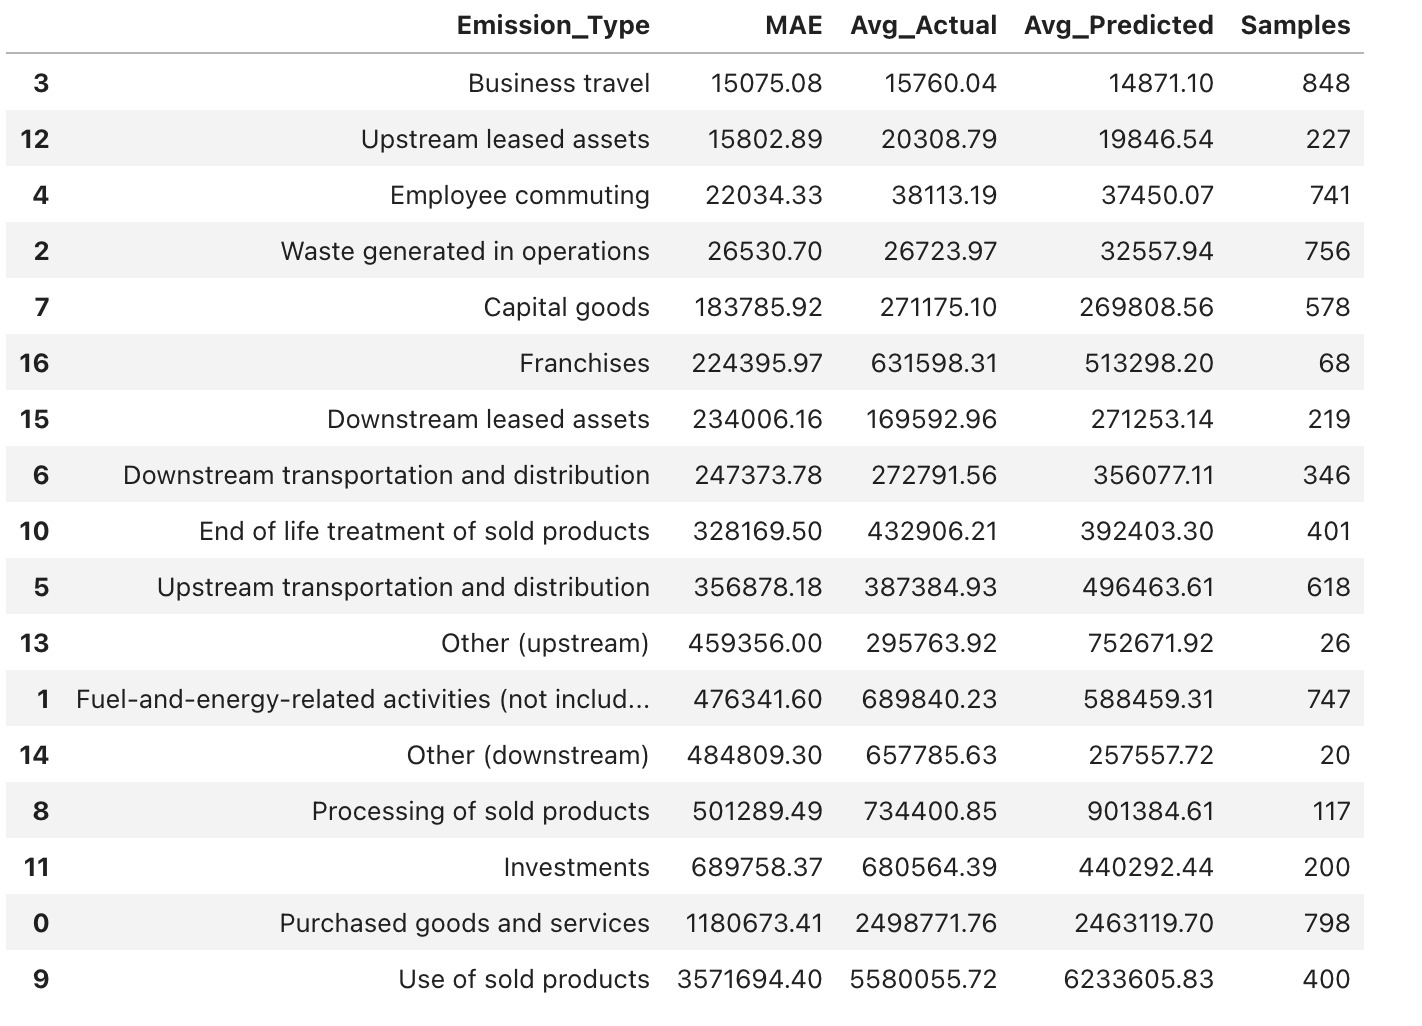 Emission_Type MAE Avg_Actual Avg_Predicted Samples
3 Business travel 15075.08 15760.04 14871.10 848
12 Upstream leased assets 15802.89 20308.79 19846.54 227
4 Employee commuting 22034.33 38113.19 37450.07 741
2 Waste generated in operations 26530.70 26723.97 32557.94 756
7 Capital goods 183785.92 271175.10 269808.56 578
16 Franchises 224395.97 631598.31 513298.20 68
15 Downstream leased assets 234006.16 169592.96 271253.14 219
6 Downstream transportation and distribution 247373.78 272791.56 356077.11 346
10 End of life treatment of sold products 328169.50 432906.21 392403.30 401
5 Upstream transportation and distribution 356878.18 387384.93 496463.61 618
13 Other (upstream) 459356.00 295763.92 752671.92 26
1 Fuel-and-energy-related activities (not includ... 476341.60 689840.23 588459.31 747
14 Other (downstream) 484809.30 657785.63 257557.72 20
8 Processing of sold products 501289.49 734400.85 901384.61 117
11 Investments 689758.37 680564.39 440292.44 200
0 Purchased goods and services 1180673.41 2498771.76 2463119.70 798
9 Use of sold products 3571694.40 5580055.72 6233605.83 400